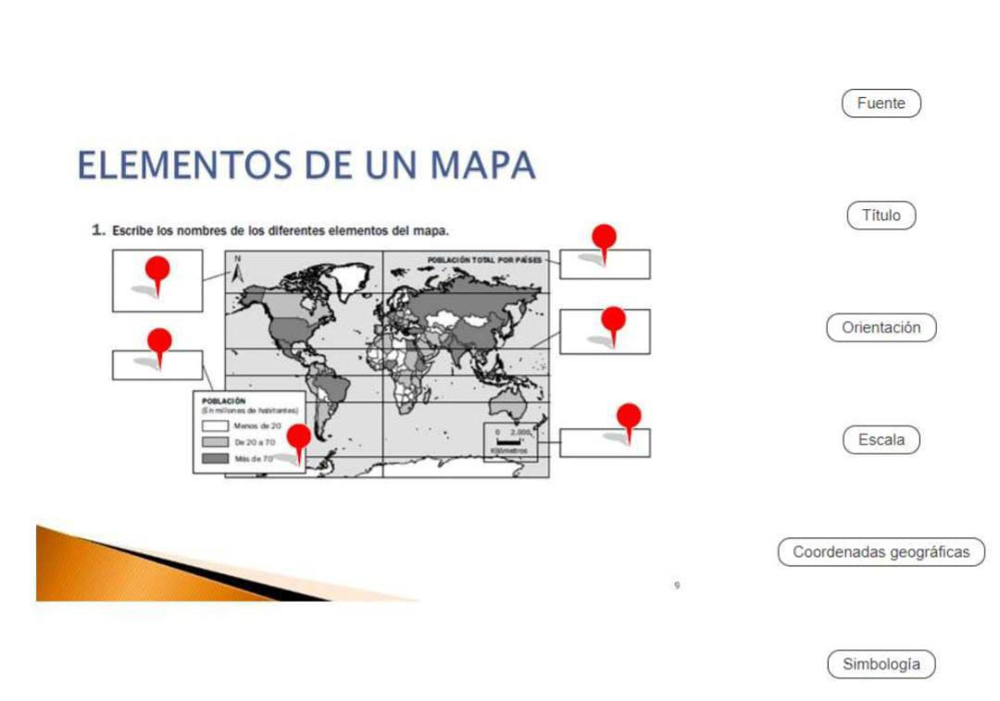 Fuente
ELEMENTOS DE UN MAPA
Título
1. Escribe los nombres de los diferentes elementos del mapa.
N
POBLACIÓN TOTAL POR PAÍSES
Orientación
POBLACIÓN
(En millones de habitantes)
Menos de 20
De 20 a 70
Más de 70
0 2.000
Kilómetros
Escala
Coordenadas geográficas
9
Simbología